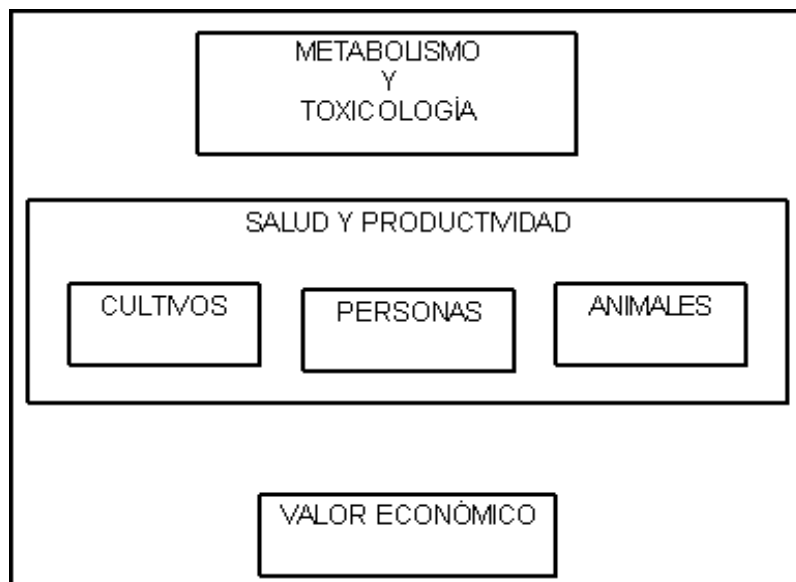 METABOLISMO
Y
TOXICOLOGÍA
SALUD Y PRODUCTIVIDAD
CULTIVOS
PERSONAS
ANIMALES
VALOR ECONÓMICO